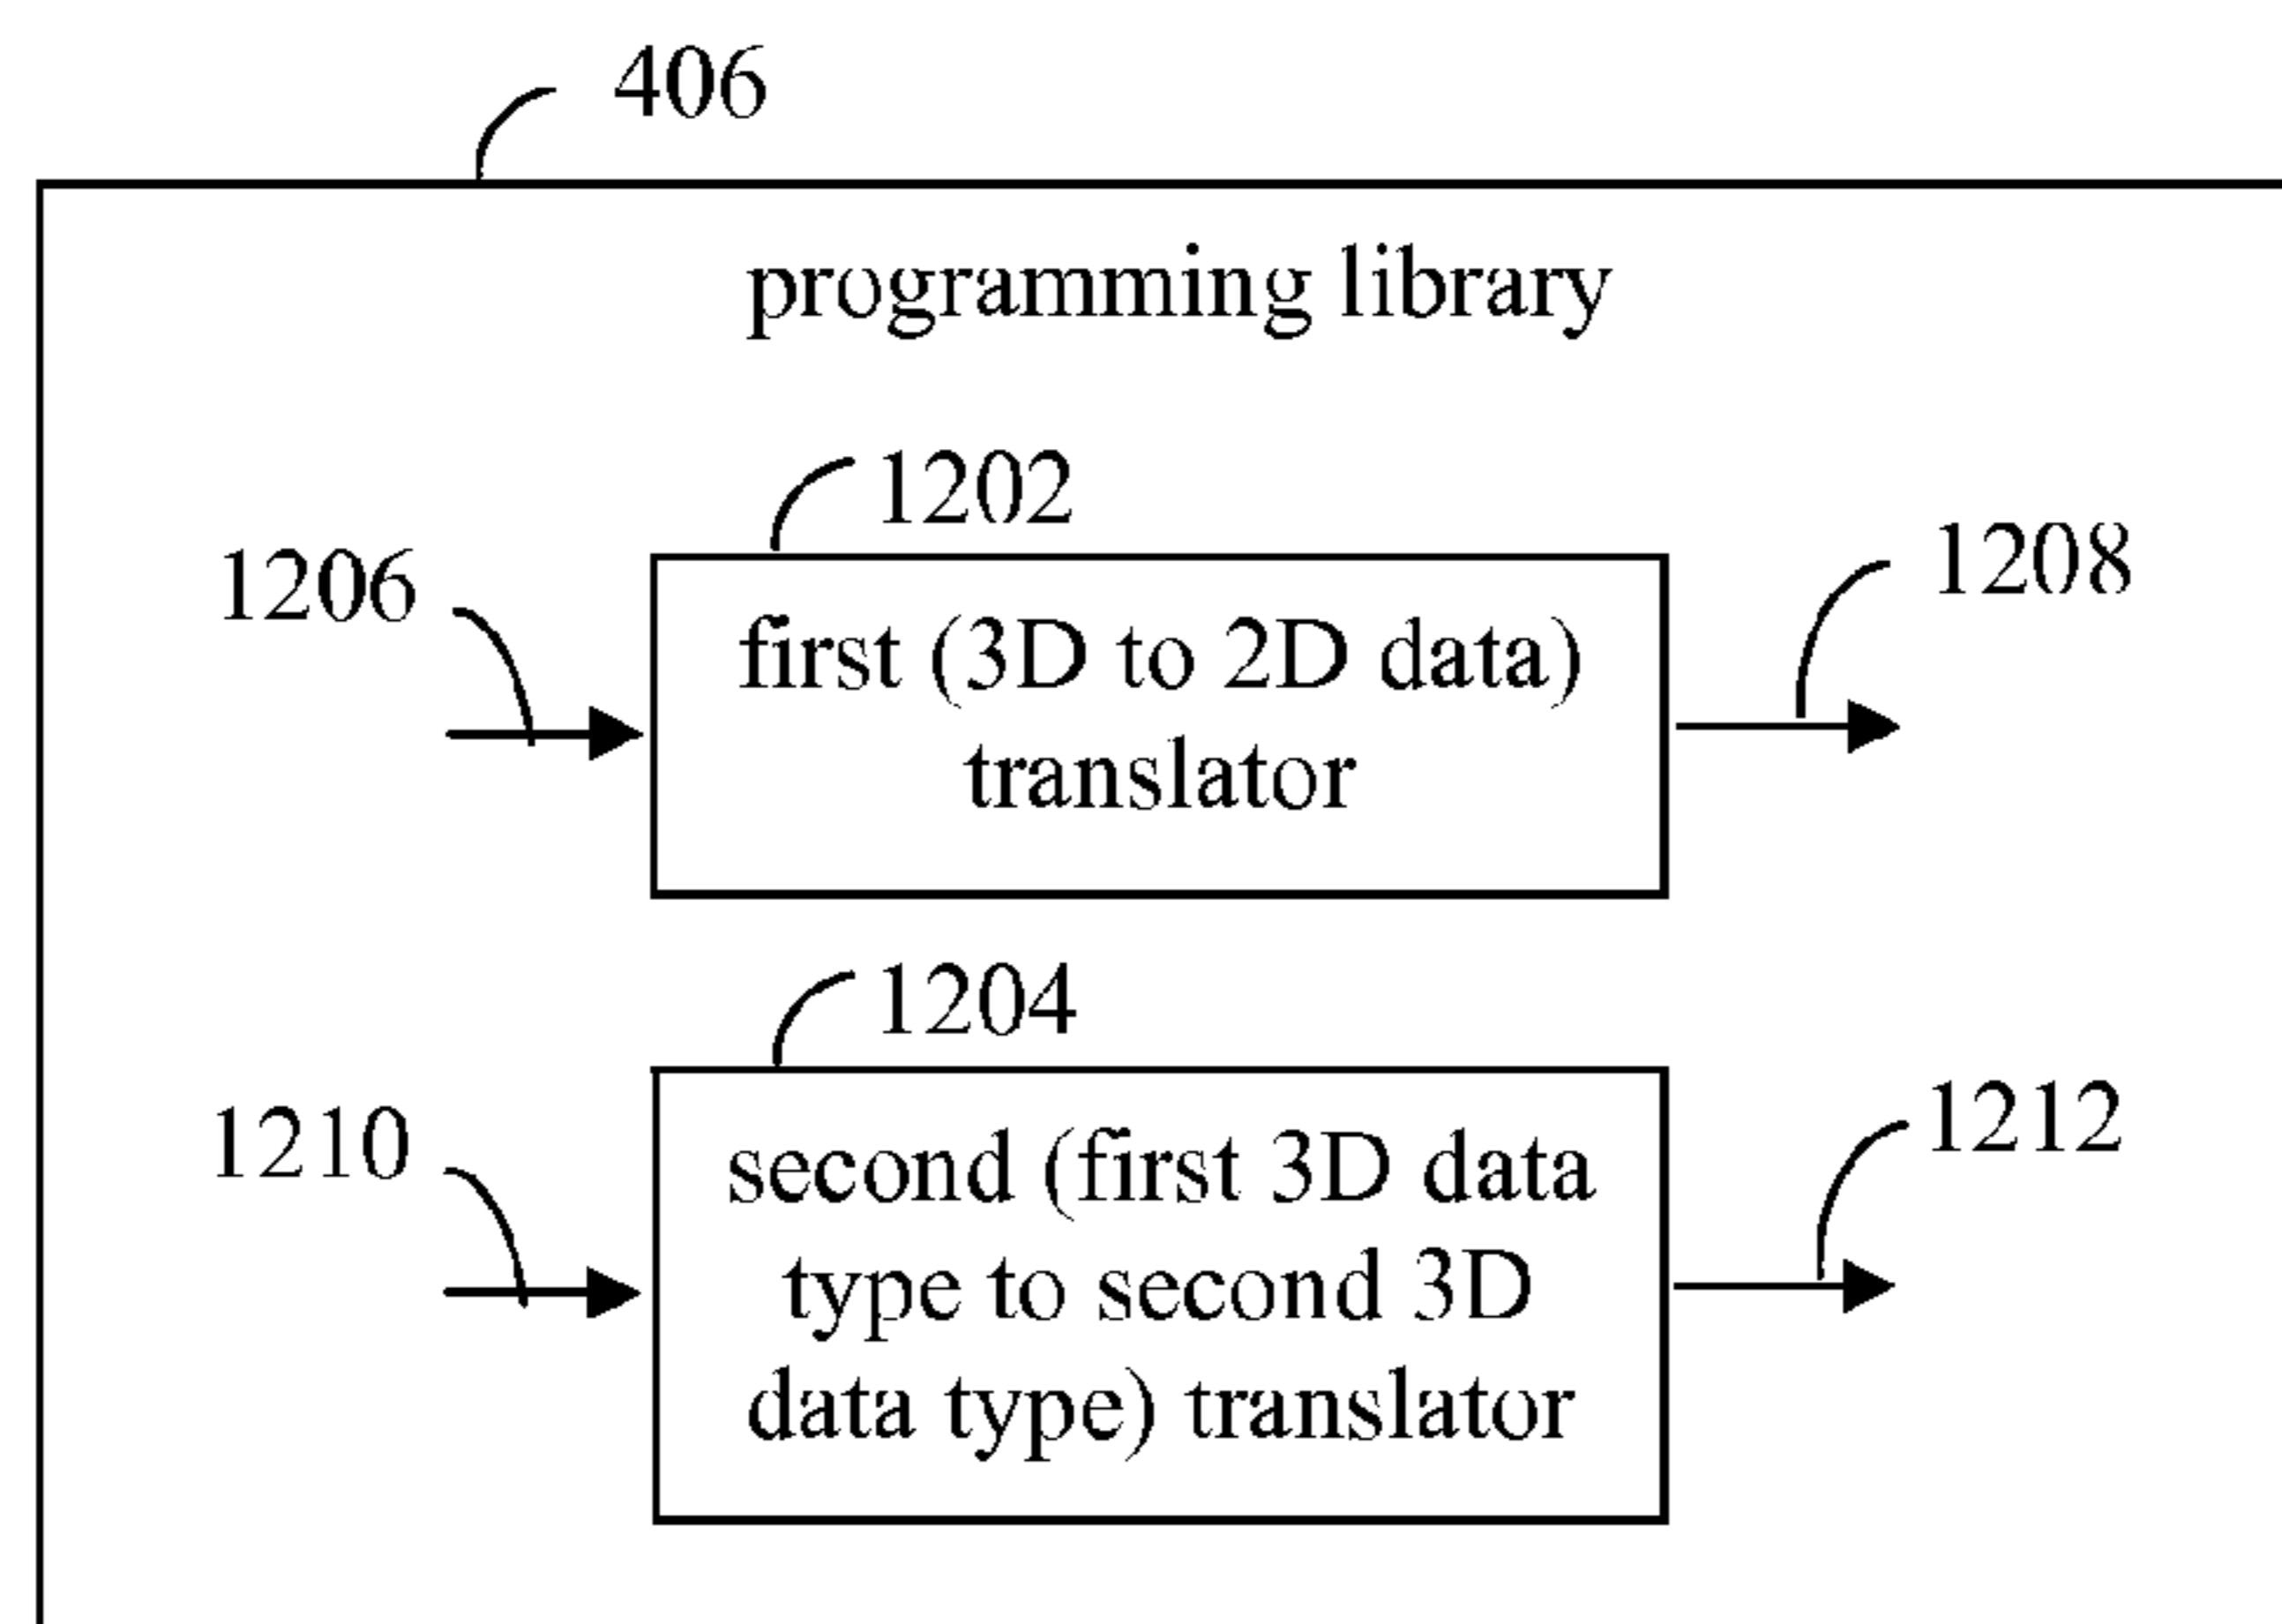 406
programming library
1202
1206
1208
first (3D to 2D data)
translator
1204
1210
1212
second (first 3D data
type to second 3D
data type) translator